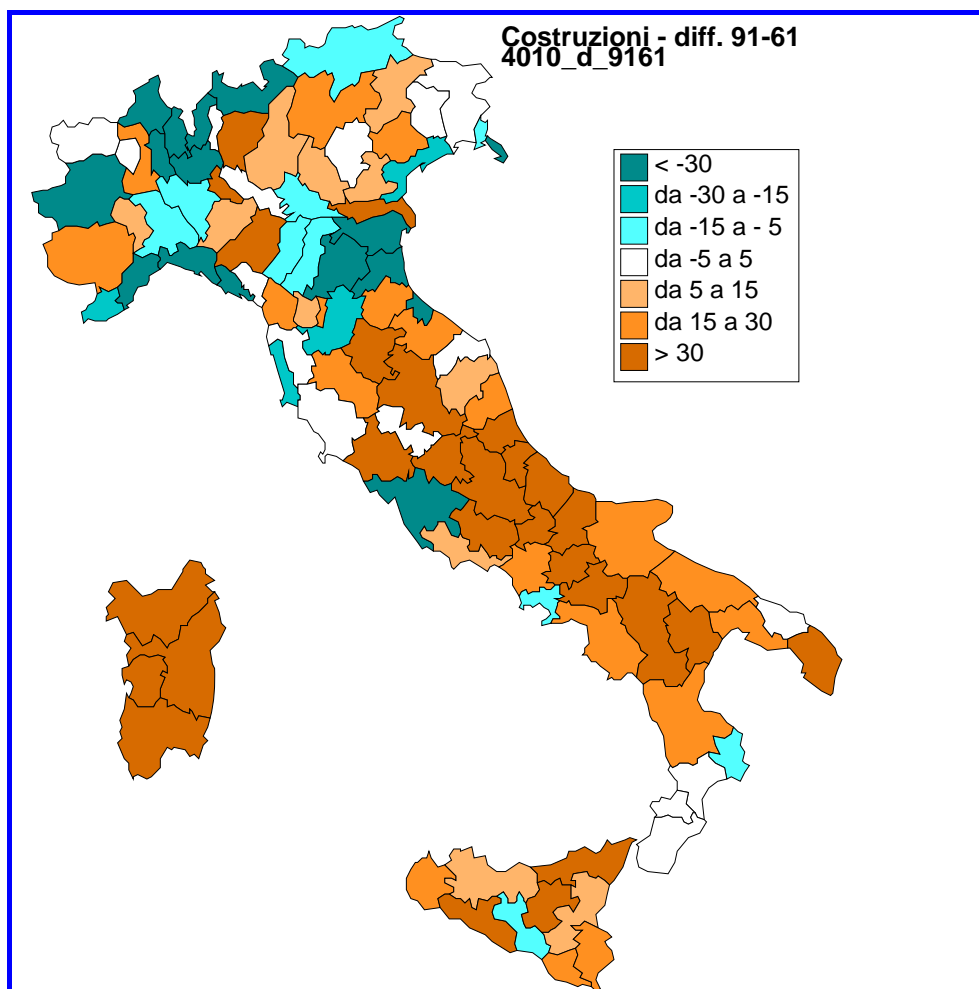 Costruzioni - diff. 91-61
4010_d_9161
< -30
da -30 a -15
da -15 a - 5
da -5 a 5
da 5 a 15
da 15 a 30
> 30